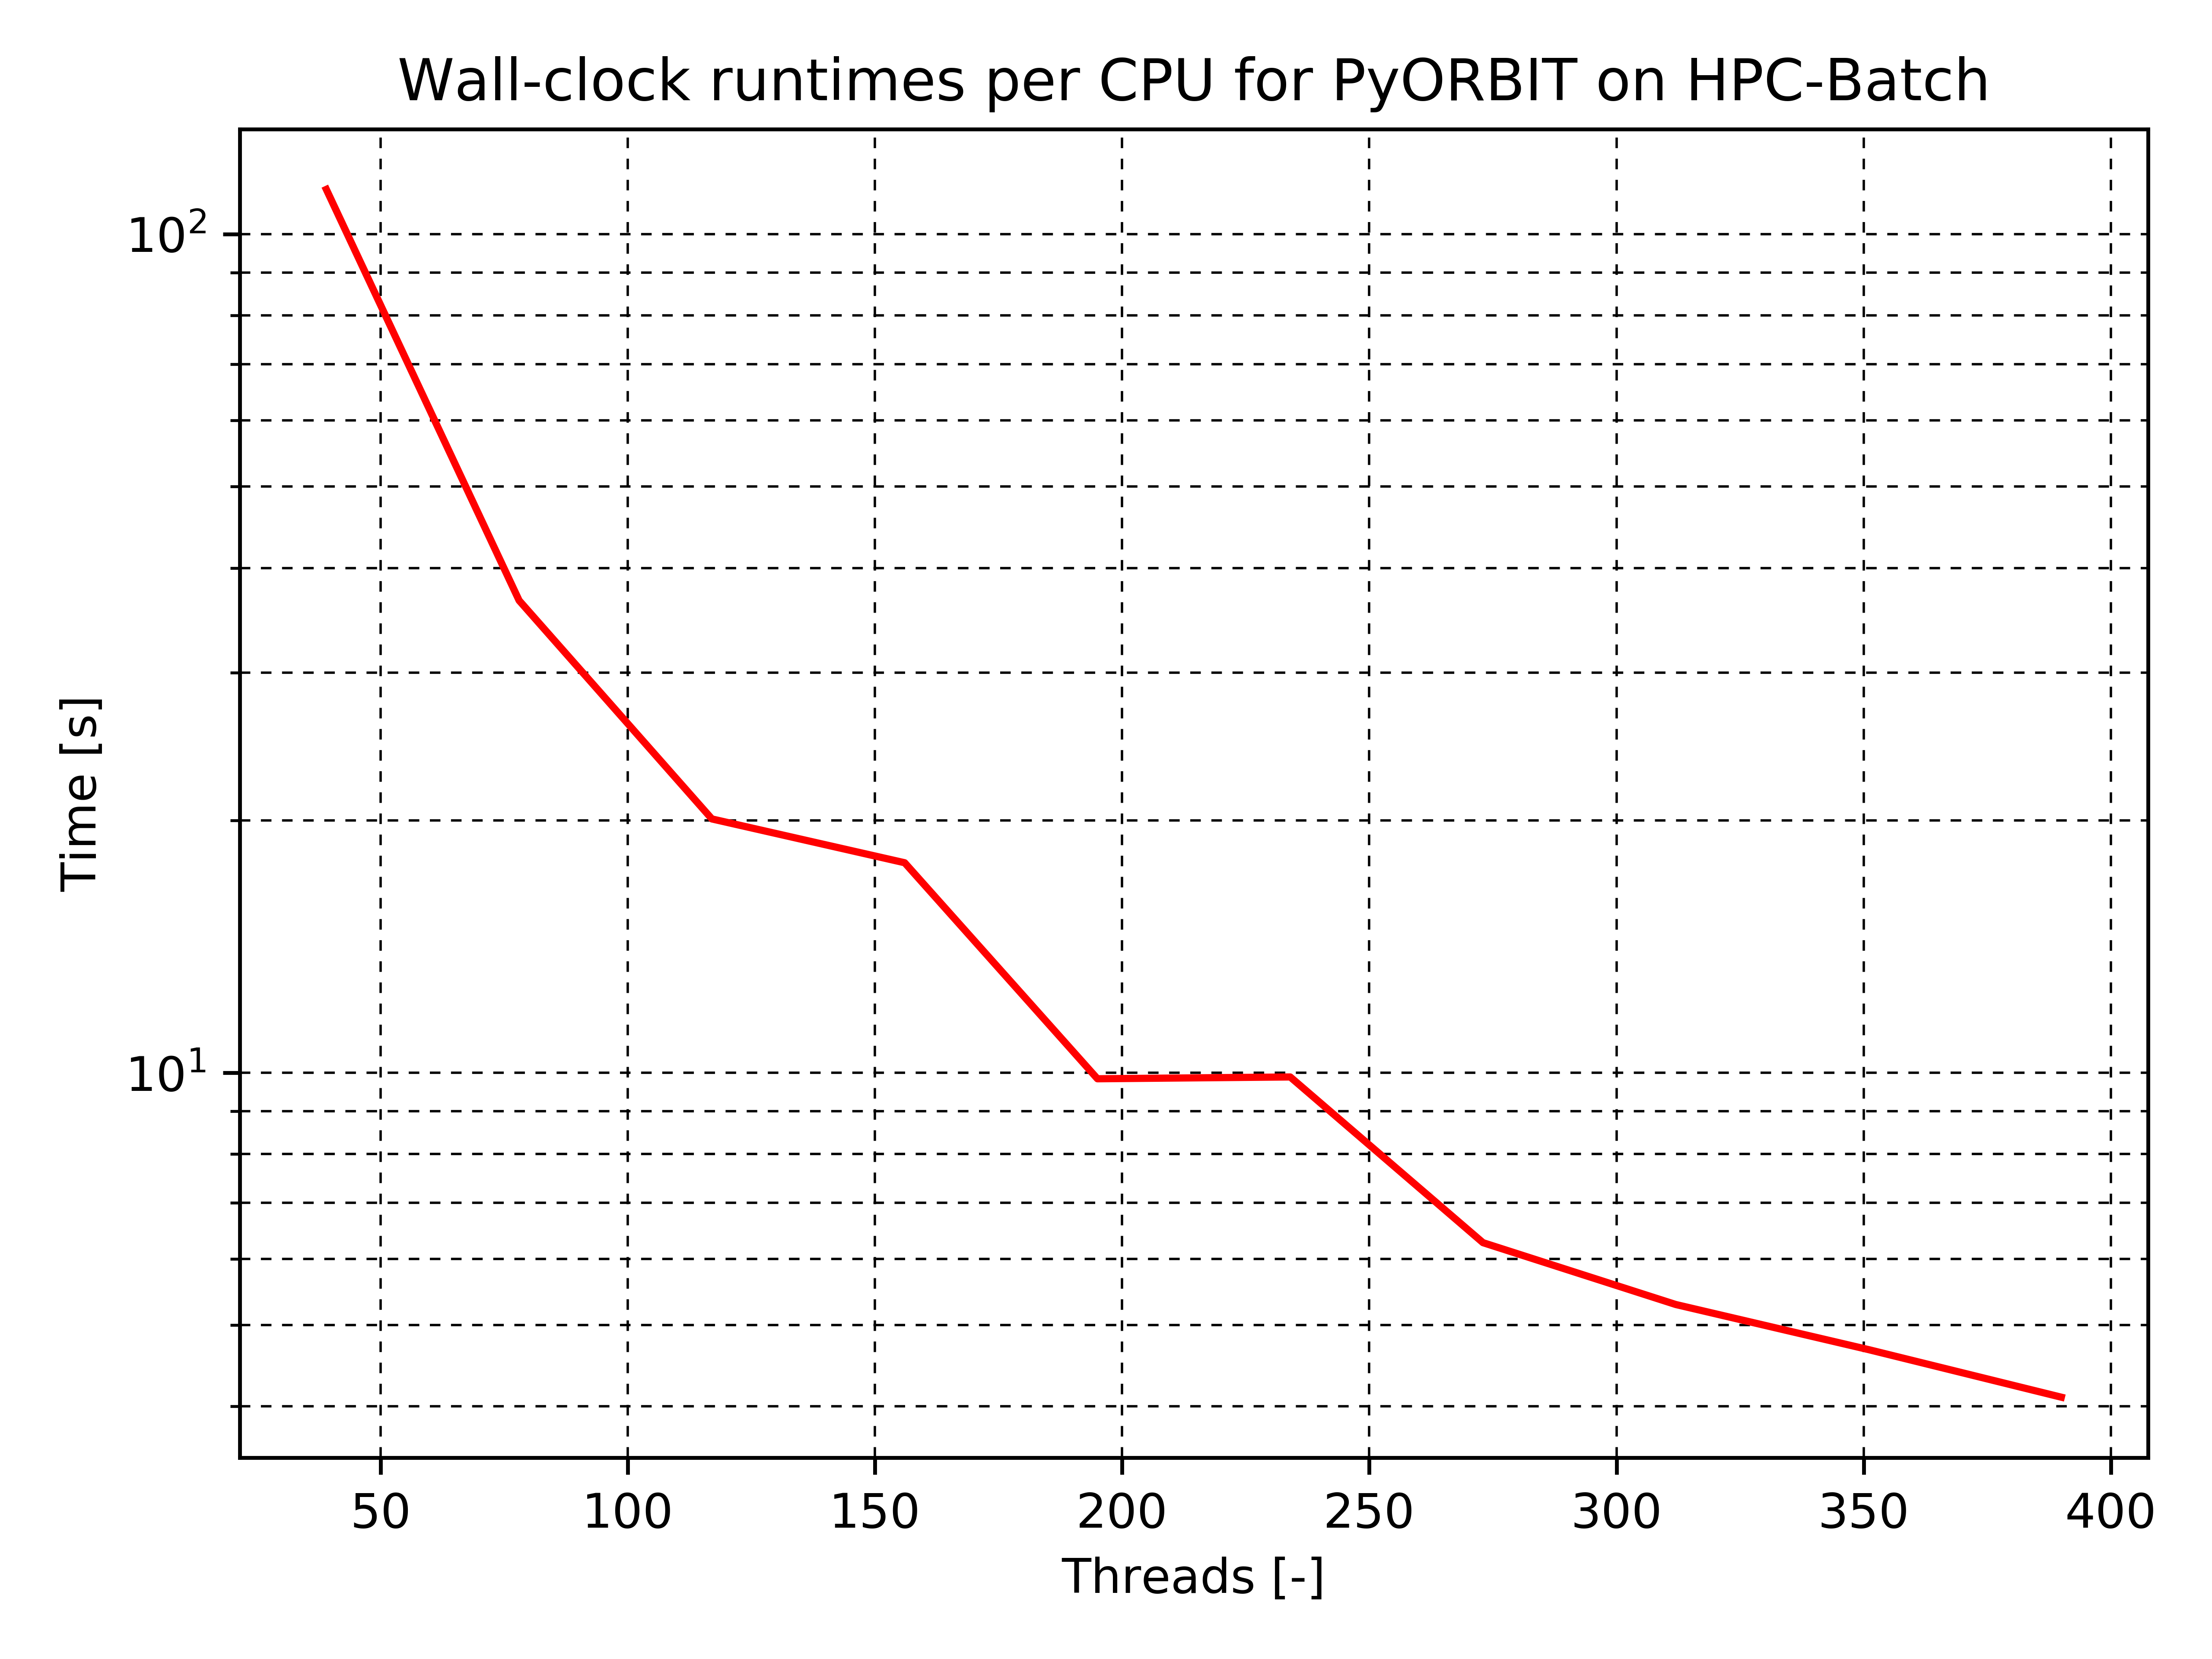 Wall-clock runtimes per CPU for PyORBIT on HPC-Batch
10²
10¹
Time [s]
50 100 150 200 250 300 350 400
Threads [-]